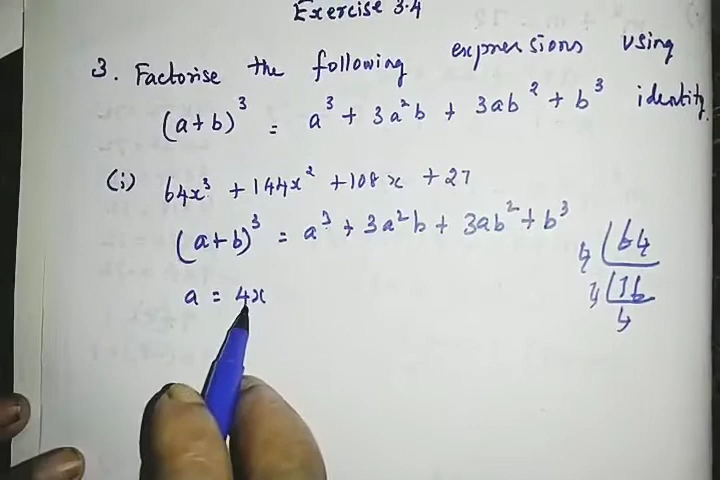 Exercise 3.4
3. Factorise the following expressions using identity
(a+b)³ = a³ + 3a²b + 3ab² + b³
(i) 64x³ + 144x² + 108x + 27
(a+b)³ = a³ + 3a²b + 3ab² + b³
4 64
4 16
4
a = 4x